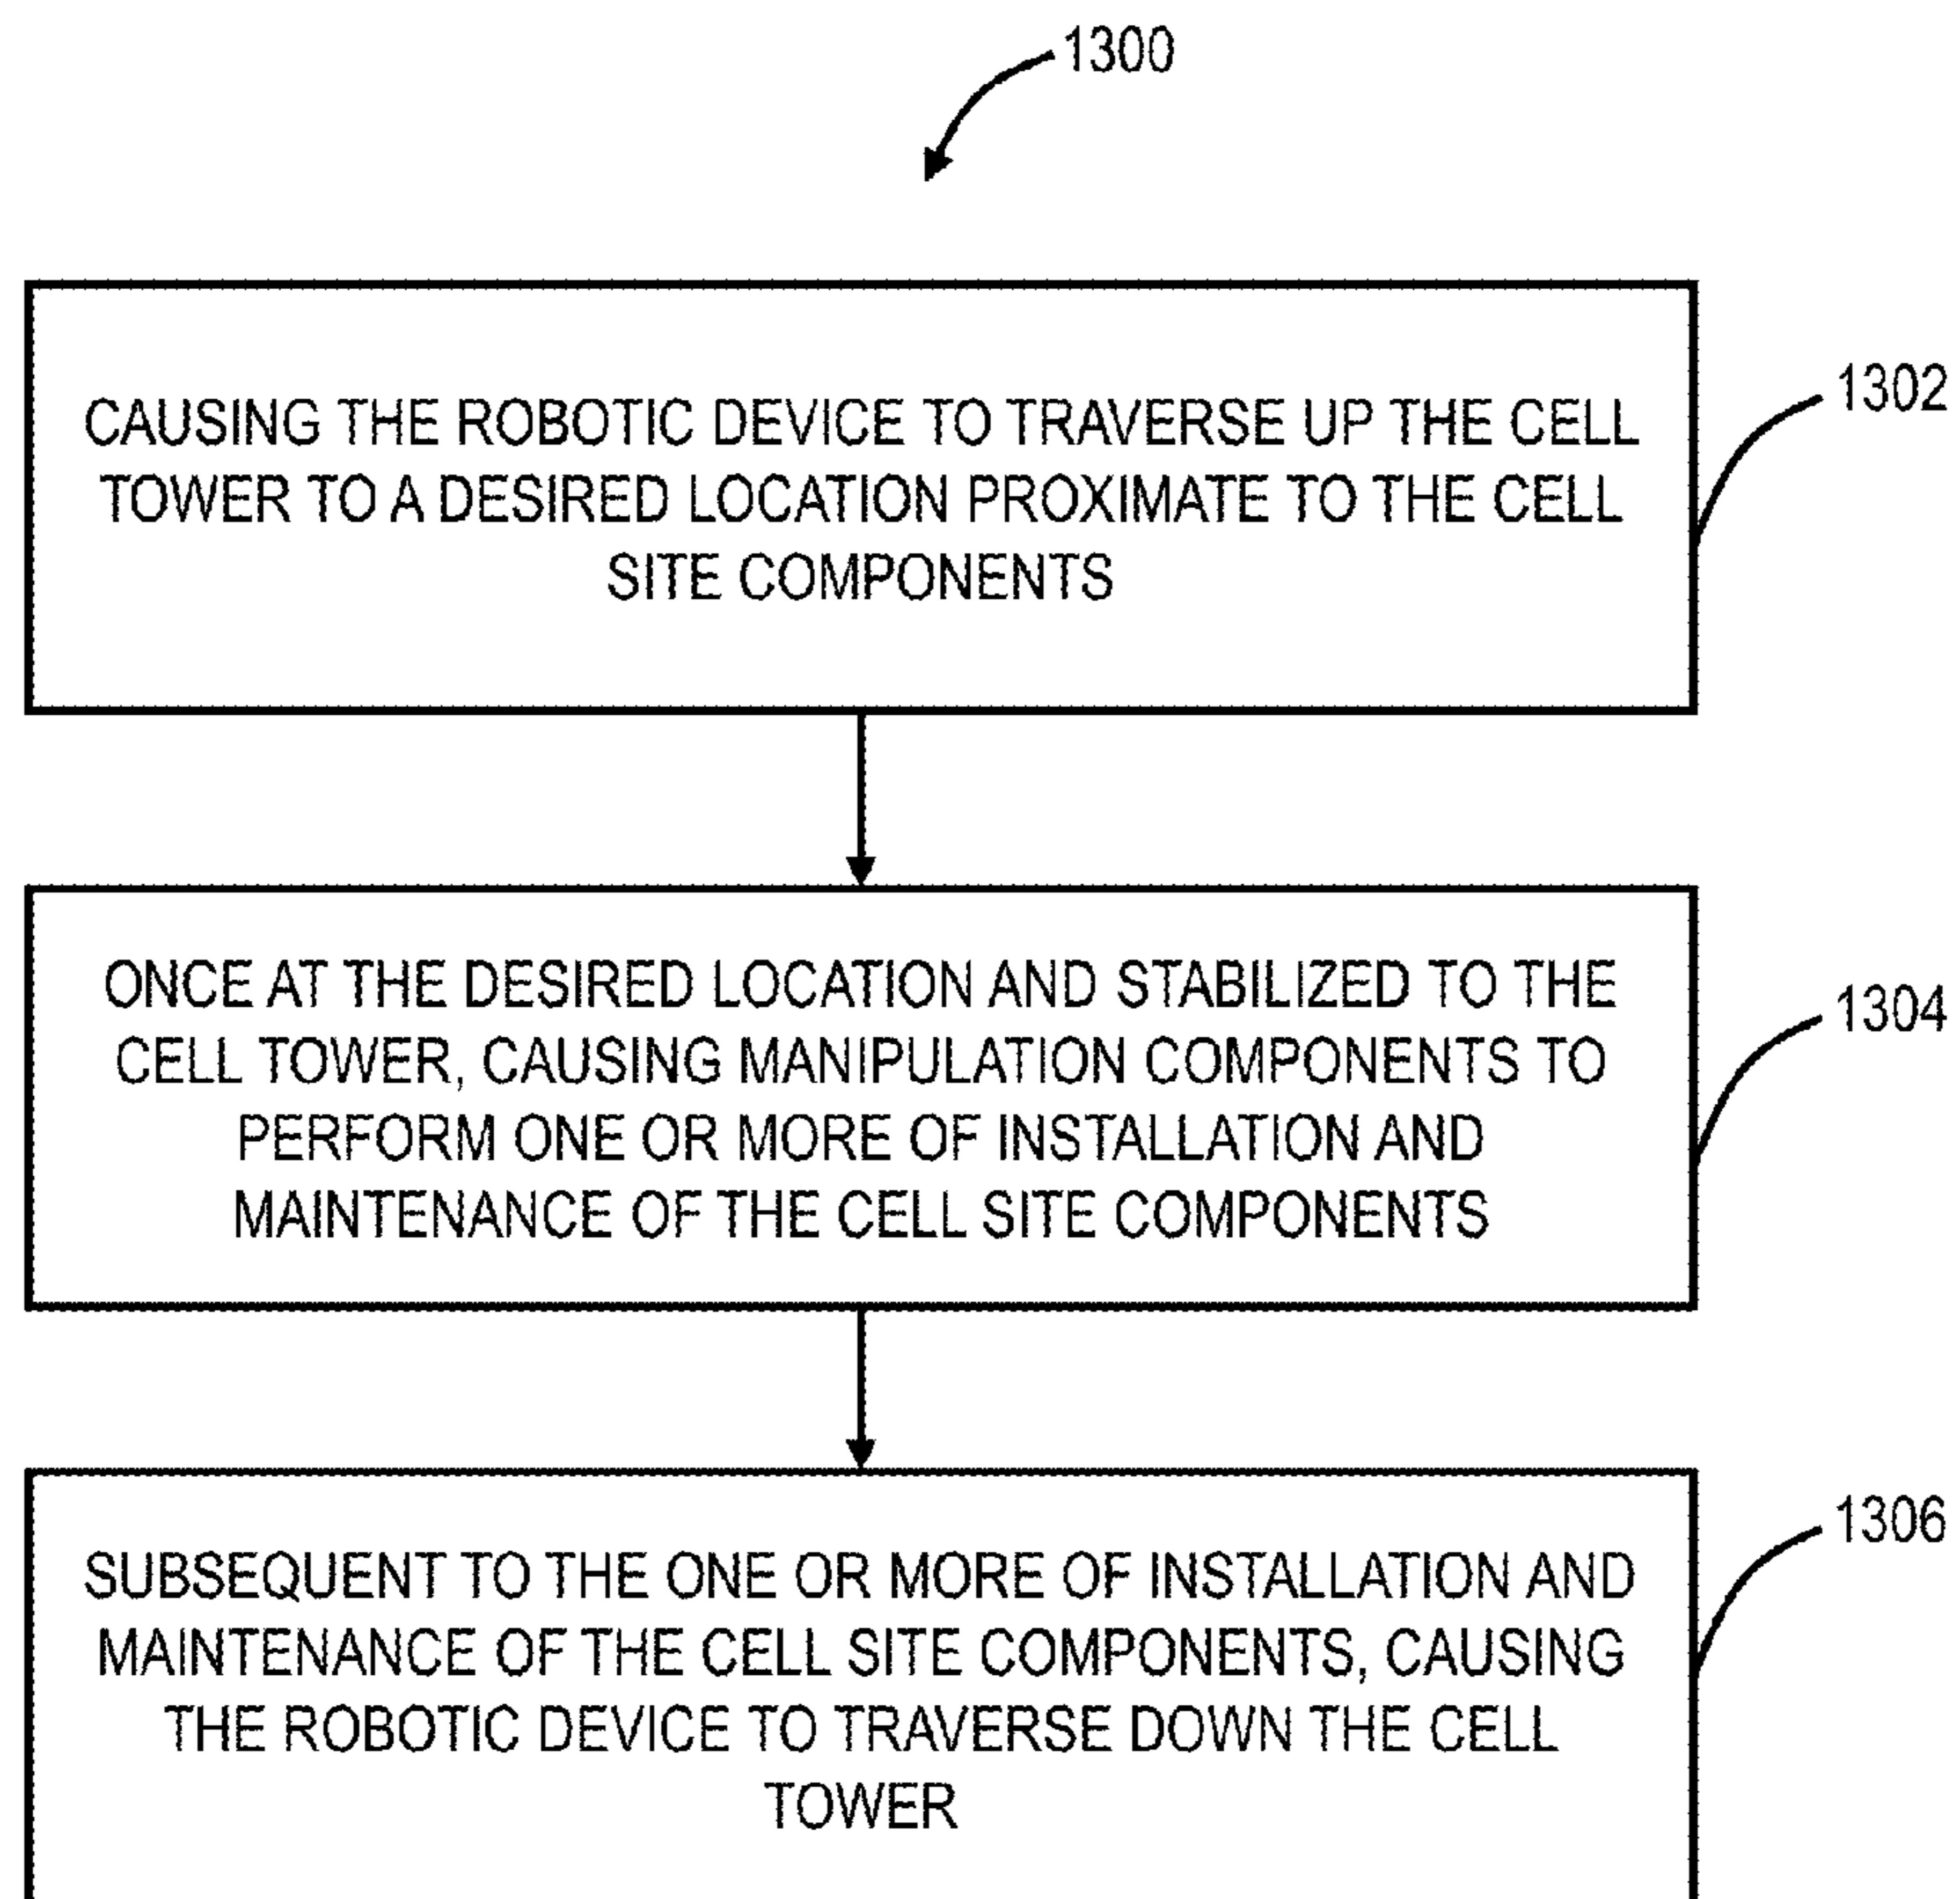 1300
CAUSING THE ROBOTIC DEVICE TO TRAVERSE UP THE CELL
TOWER TO A DESIRED LOCATION PROXIMATE TO THE CELL
SITE COMPONENTS
1302
ONCE AT THE DESIRED LOCATION AND STABILIZED TO THE
CELL TOWER, CAUSING MANIPULATION COMPONENTS TO
PERFORM ONE OR MORE OF INSTALLATION AND
MAINTENANCE OF THE CELL SITE COMPONENTS
1304
SUBSEQUENT TO THE ONE OR MORE OF INSTALLATION AND
MAINTENANCE OF THE CELL SITE COMPONENTS, CAUSING
THE ROBOTIC DEVICE TO TRAVERSE DOWN THE CELL
TOWER
1306